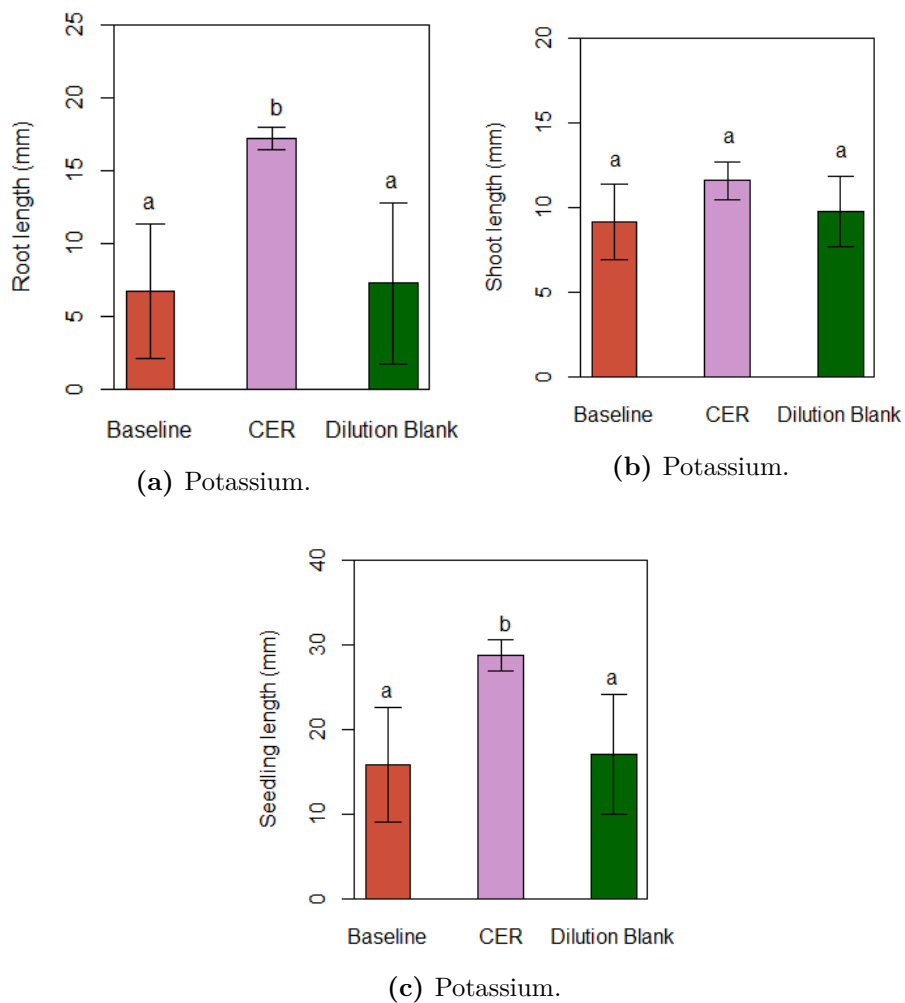 Root length (mm)
25
20
15
10
5
0
a
b
a
Baseline CER Dilution Blank
(a) Potassium.
Shoot length (mm)
20
15
10
5
0
a
a
a
Baseline CER Dilution Blank
(b) Potassium.
Seedling length (mm)
40
30
20
10
0
a
b
a
Baseline CER Dilution Blank
(c) Potassium.